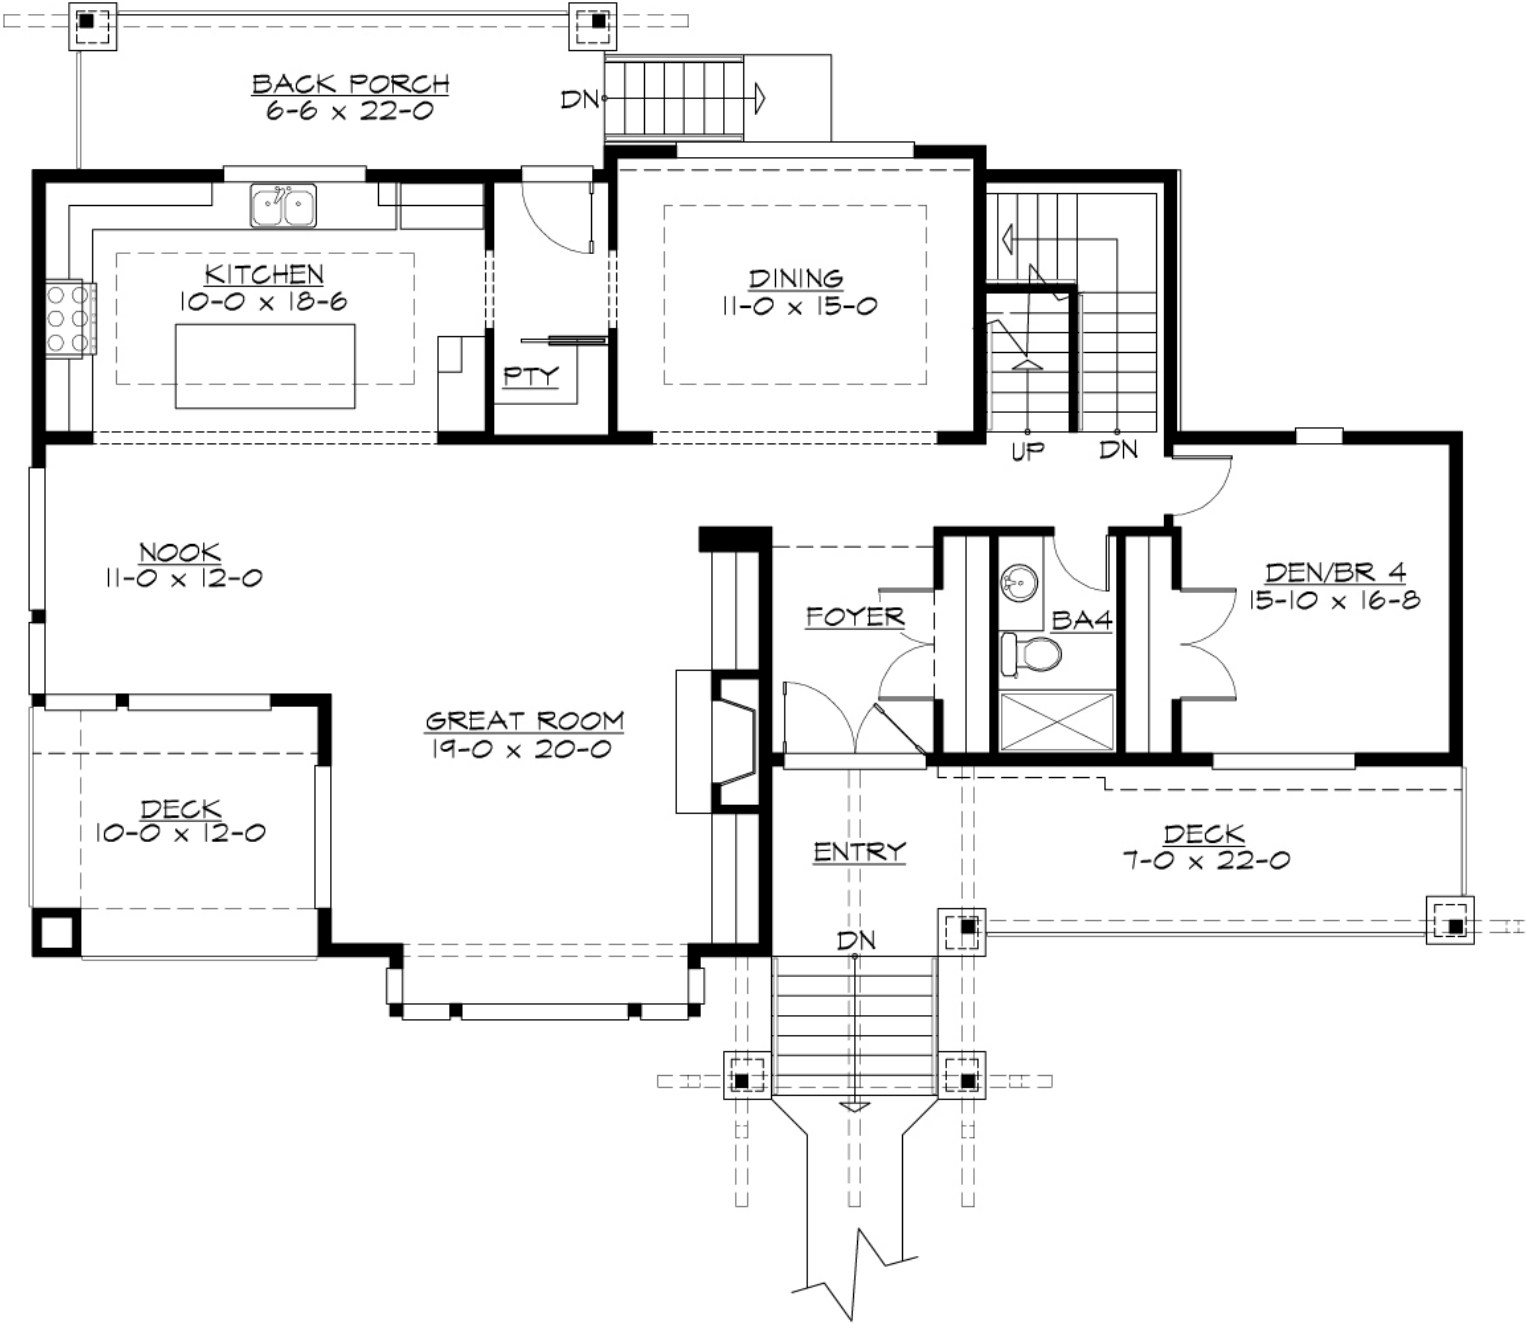 BACK PORCH
6-6 x 22-0
DN
KITCHEN
10-0 x 18-6
DINING
11-0 x 15-0
PTY
UP
DN
NOOK
11-0 x 12-0
FOYER
BA4
DEN/BR 4
15-10 x 16-8
GREAT ROOM
19-0 x 20-0
DECK
10-0 x 12-0
ENTRY
DECK
7-0 x 22-0
DN